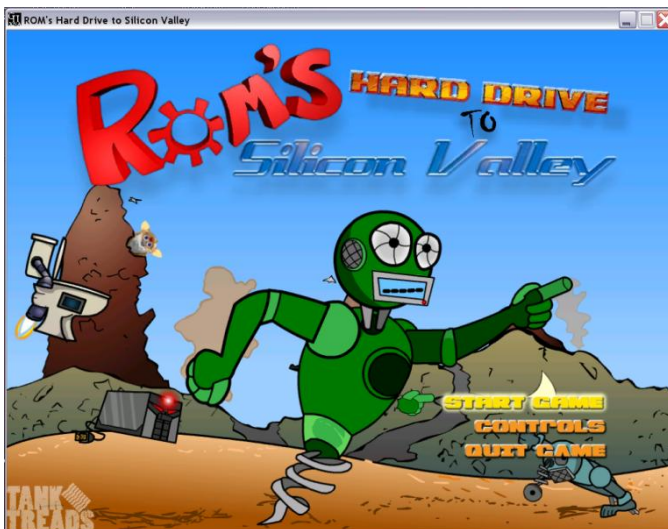 ROM's Hard Drive to Silicon Valley
ROM'S
HARD DRIVE
TO
Silicon Valley
START GAME
CONTROLS
QUIT GAME
TANK
TREADS